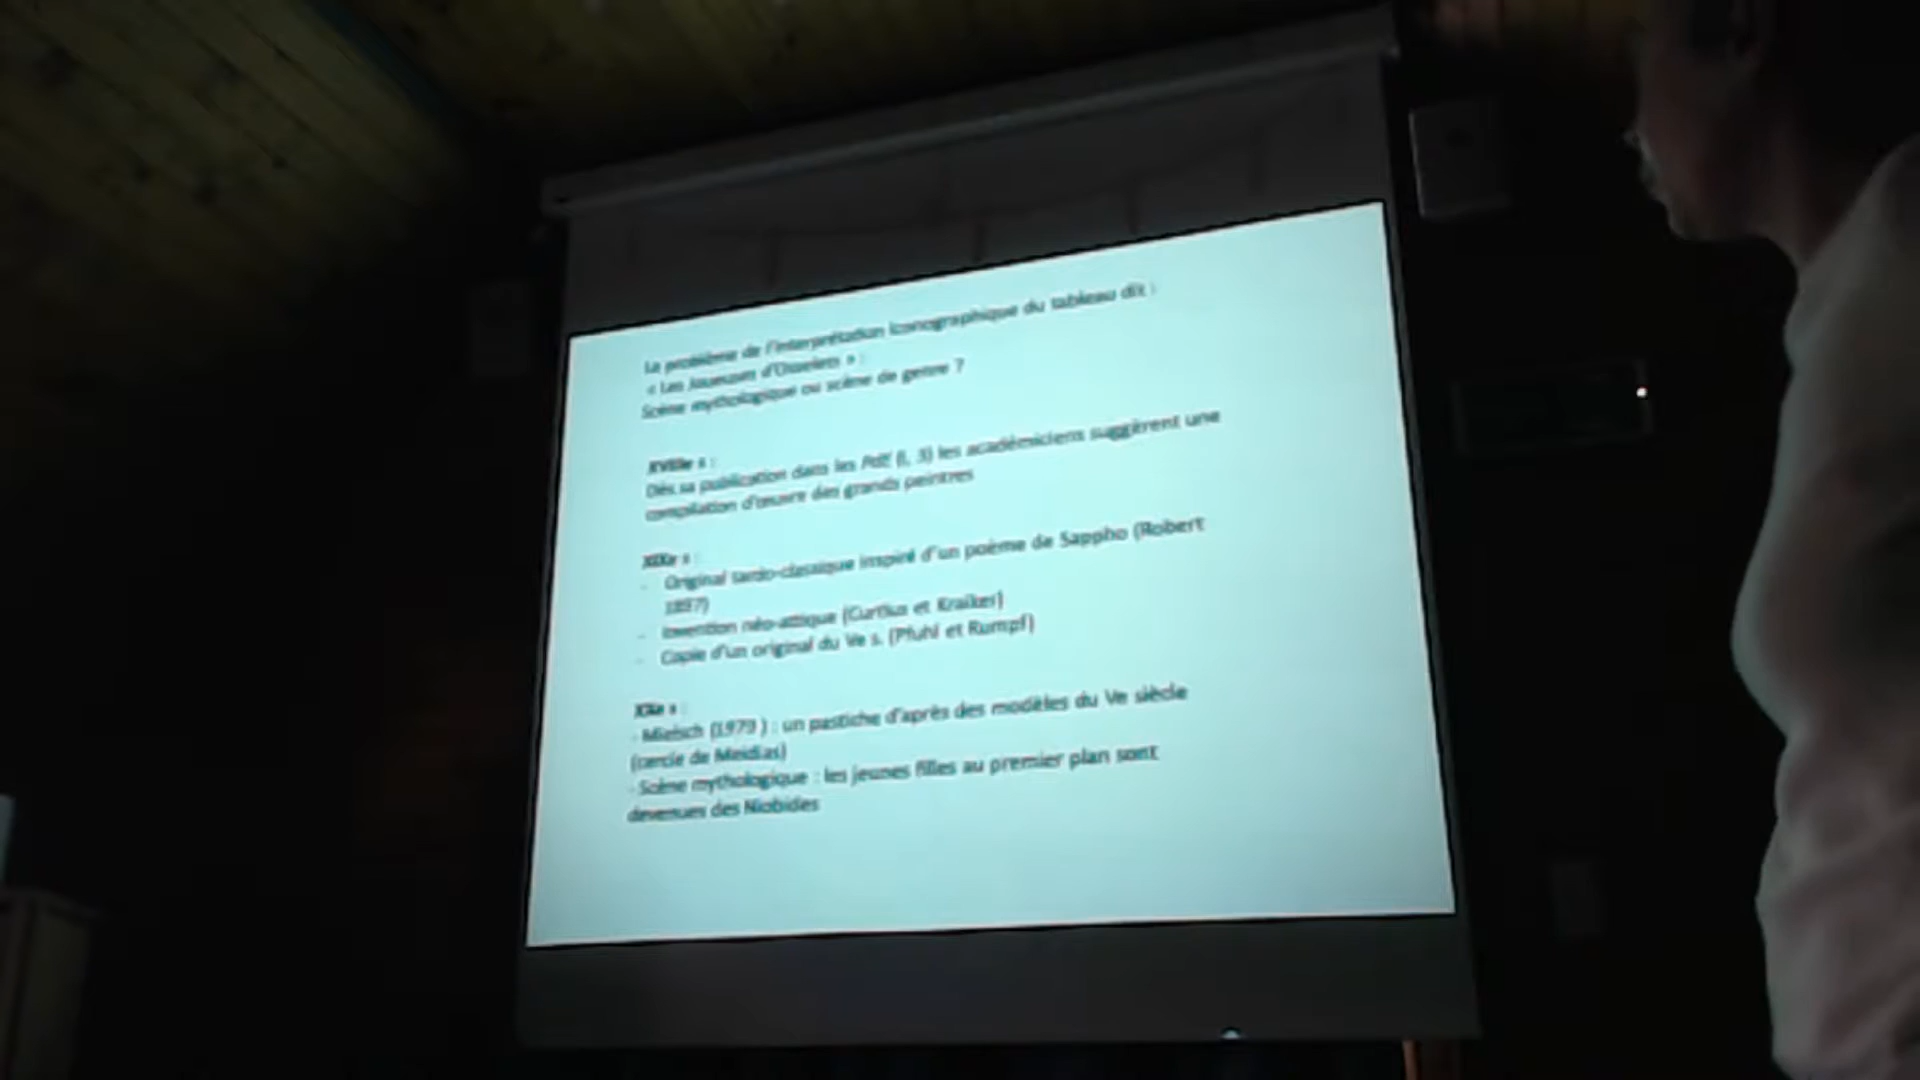 Le problème de l'interprétation iconographique du tableau dit :
« Les Joueuses d'Osselets » :
Scène mythologique ou scène de genre ?
XVIIIe s :
Dès sa publication dans les PdE (I, 3) les académiciens suggèrent une
compilation d'œuvre des grands peintres
XIXe s :
- Original tardo-classique inspiré d'un poème de Sappho (Robert
1897)
- Invention néo-attique (Curtius et Kraiker)
- Copie d'un original du Ve s. (Pfuhl et Rumpf)
XXe s :
- Mielsch (1979 ) : un pastiche d'après des modèles du Ve siècle
(cercle de Meidias)
- Scène mythologique : les jeunes filles au premier plan sont
devenues des Niobides